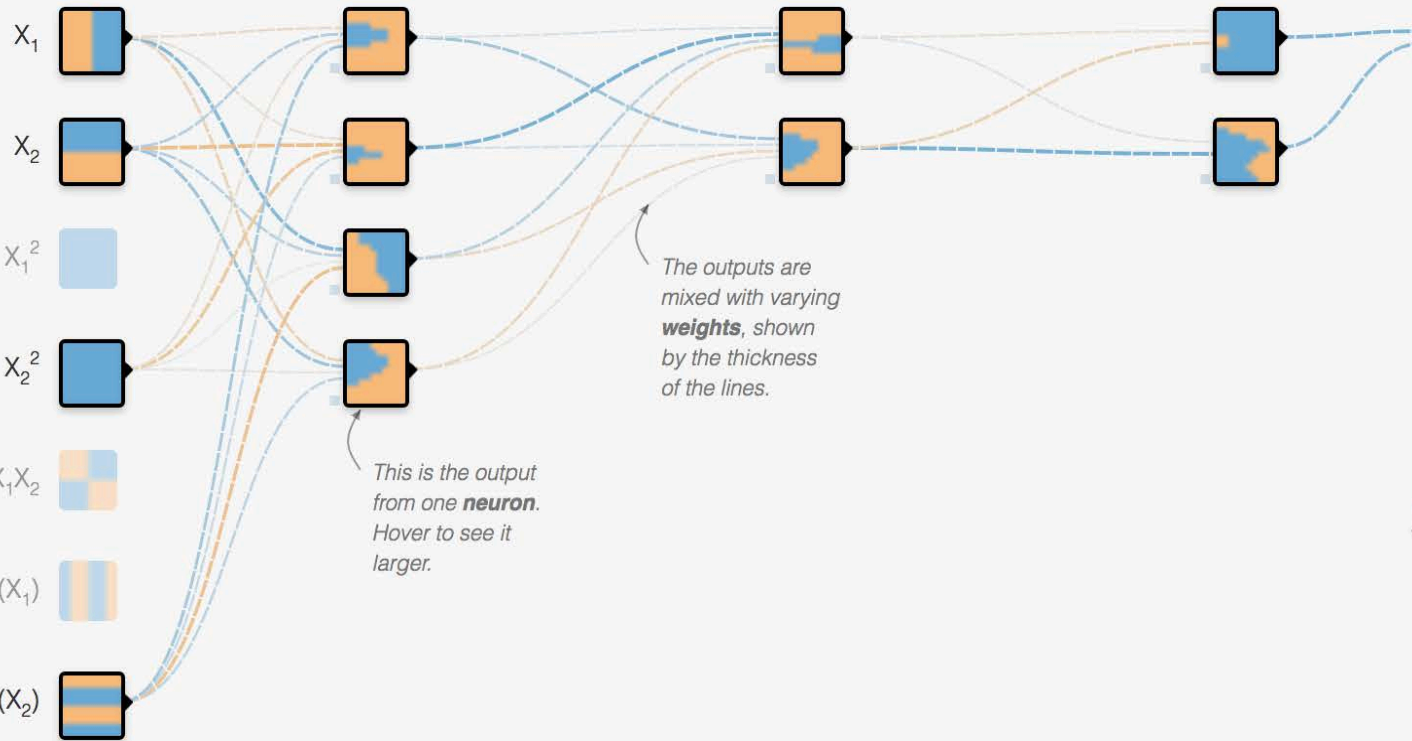 X₁
X₂
X₁²
X₂²
X₁X₂
(X₁)
(X₂)
The outputs are
mixed with varying
weights, shown
by the thickness
of the lines.
This is the output
from one neuron.
Hover to see it
larger.